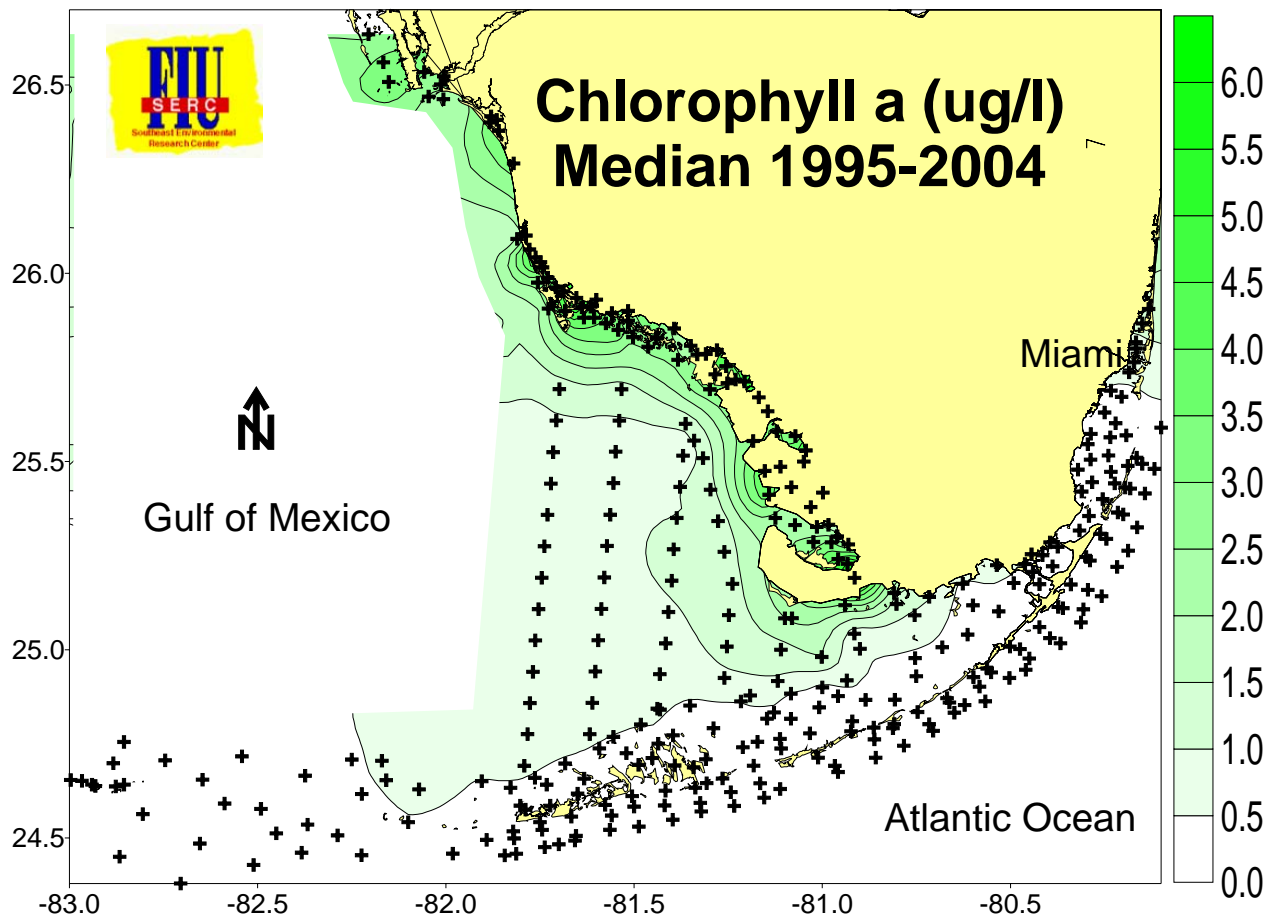 FIU
SERC
Southeast Environmental
Research Center
Chlorophyll a (ug/l)
Median 1995-2004
Miami
N
Gulf of Mexico
Atlantic Ocean
26.5
26.0
25.5
25.0
24.5
-83.0 -82.5 -82.0 -81.5 -81.0 -80.5
6.0
5.5
5.0
4.5
4.0
3.5
3.0
2.5
2.0
1.5
1.0
0.5
0.0